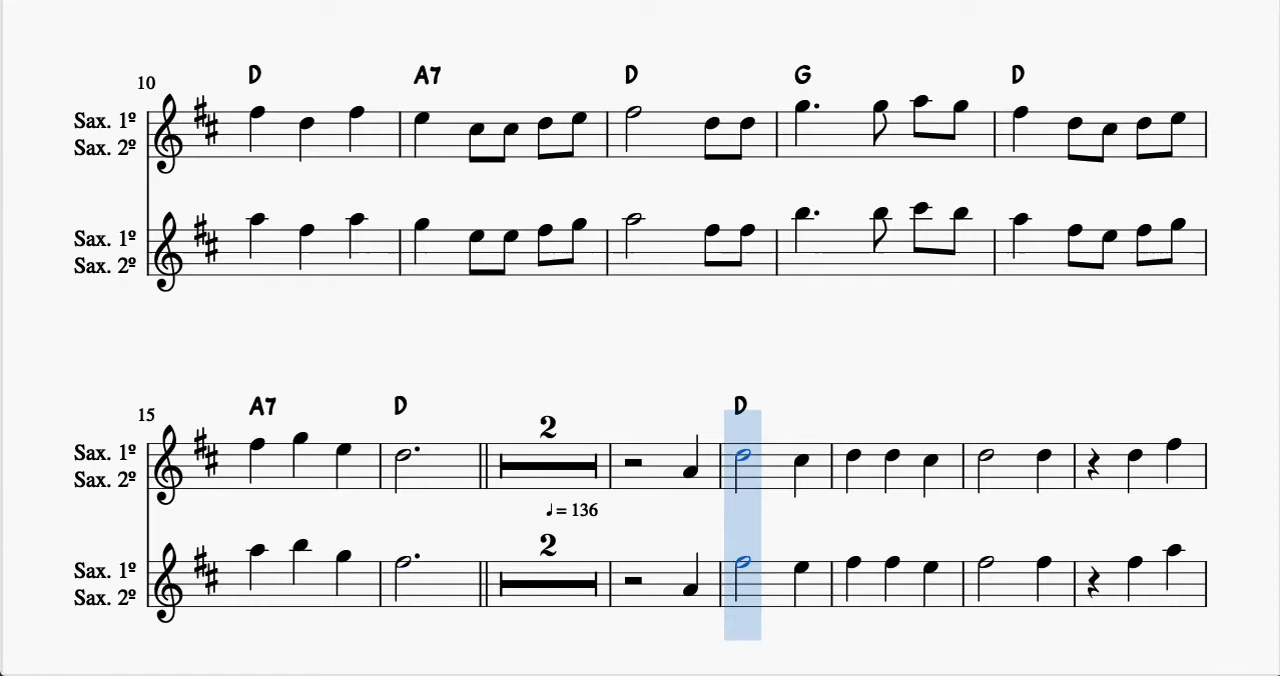 10 D A7 D G D
Sax. 1º
Sax. 2º
Sax. 1º
Sax. 2º
15 A7 D 2 D
Sax. 1º
Sax. 2º
♩= 136
2
Sax. 1º
Sax. 2º